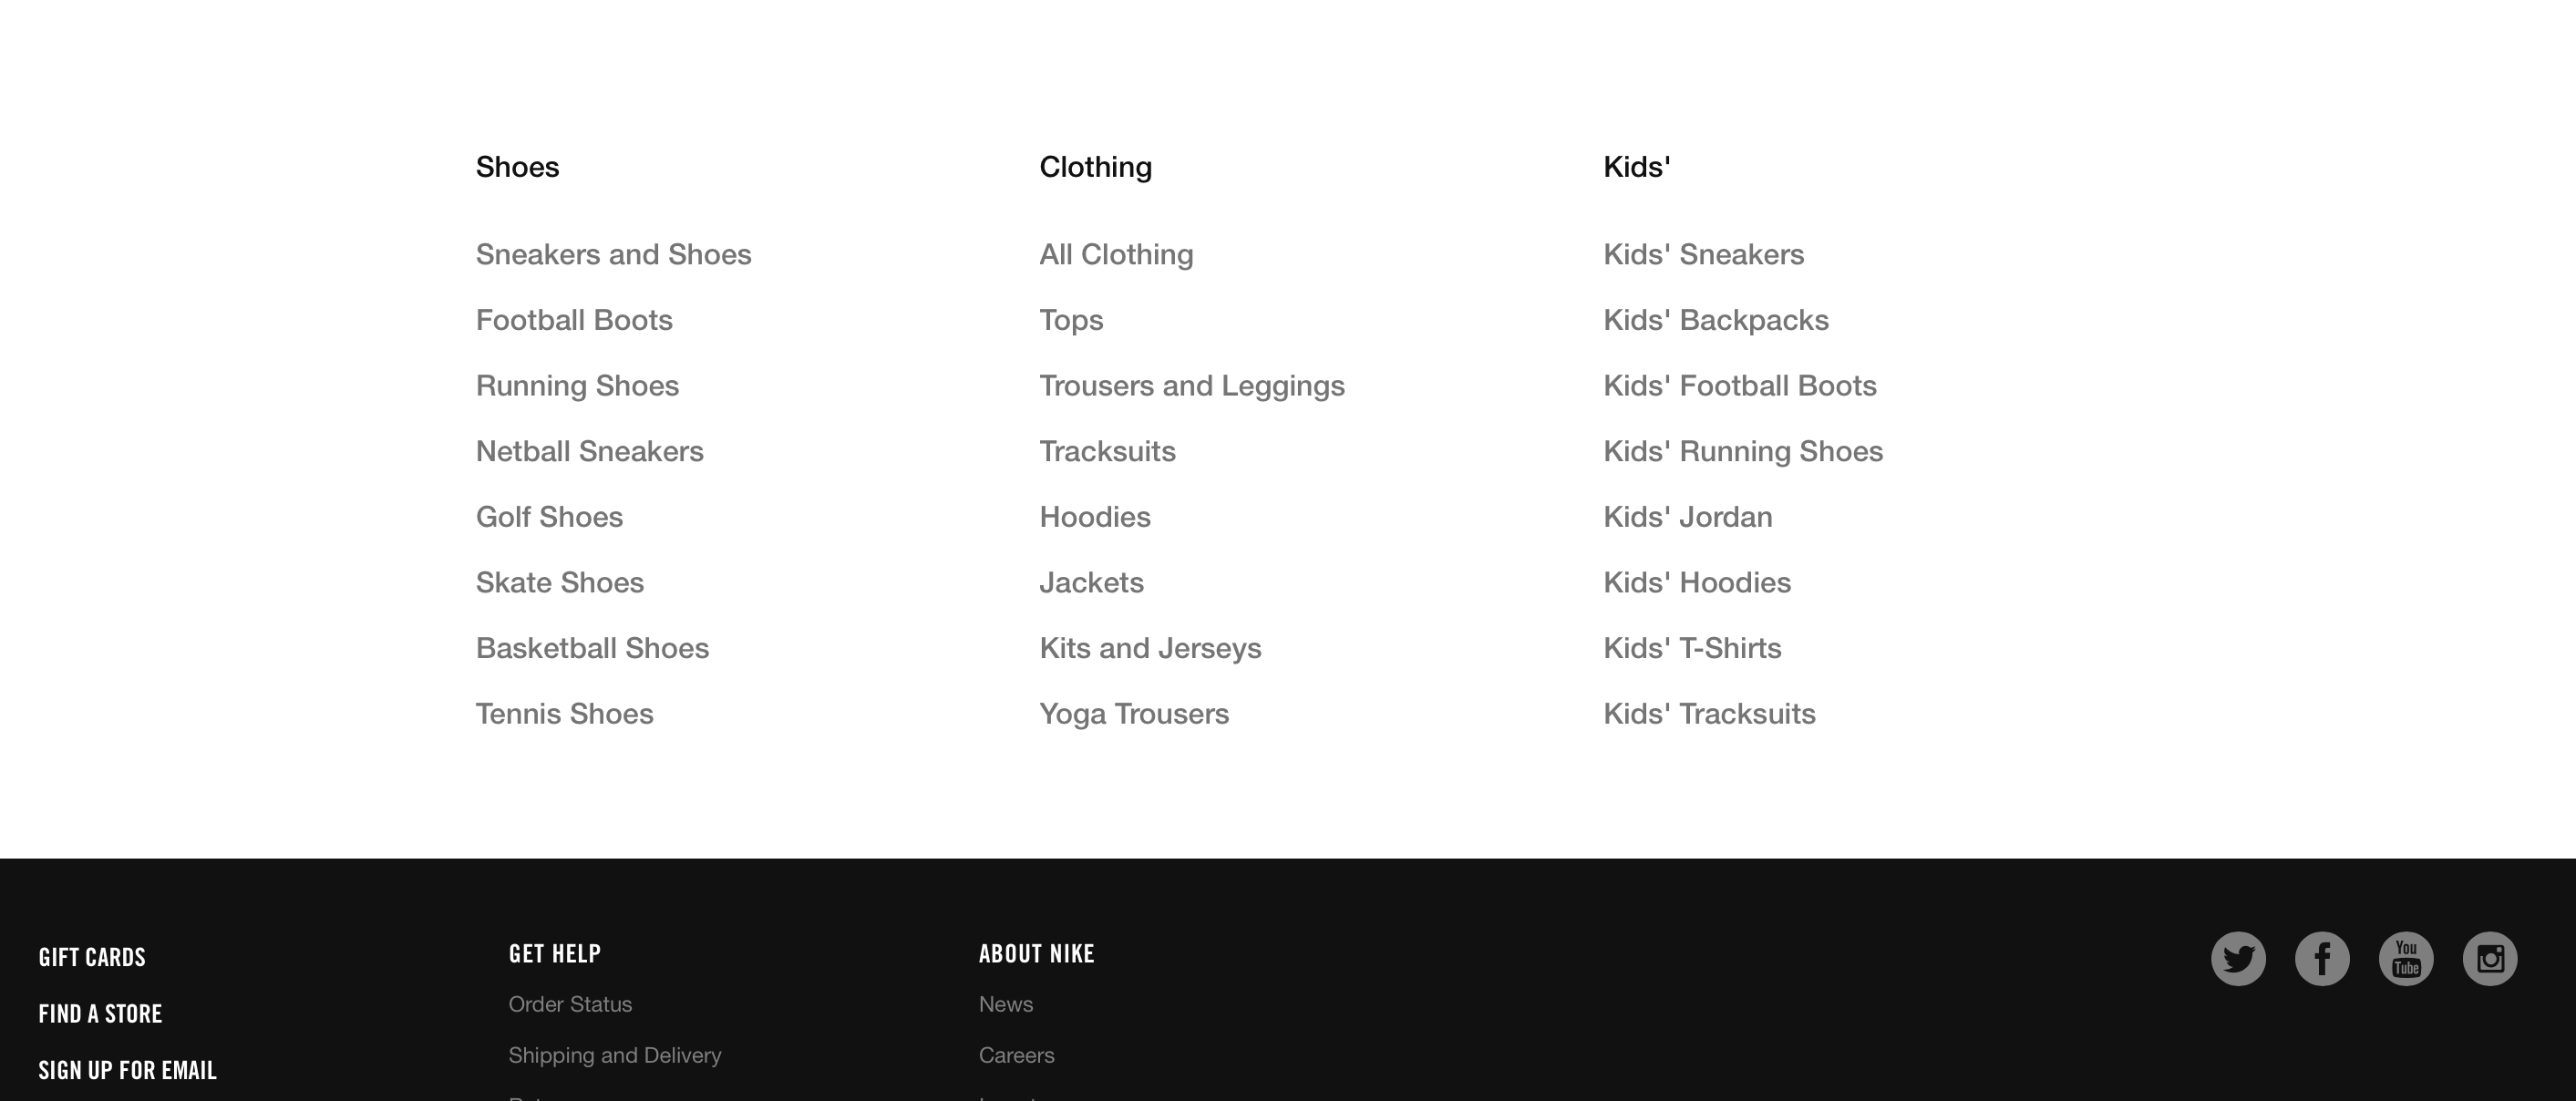 Shoes
Sneakers and Shoes
Football Boots
Running Shoes
Netball Sneakers
Golf Shoes
Skate Shoes
Basketball Shoes
Tennis Shoes
Clothing
All Clothing
Tops
Trousers and Leggings
Tracksuits
Hoodies
Jackets
Kits and Jerseys
Yoga Trousers
Kids'
Kids' Sneakers
Kids' Backpacks
Kids' Football Boots
Kids' Running Shoes
Kids' Jordan
Kids' Hoodies
Kids' T-Shirts
Kids' Tracksuits
GIFT CARDS
FIND A STORE
SIGN UP FOR EMAIL
GET HELP
Order Status
Shipping and Delivery
ABOUT NIKE
News
Careers
You
Tube